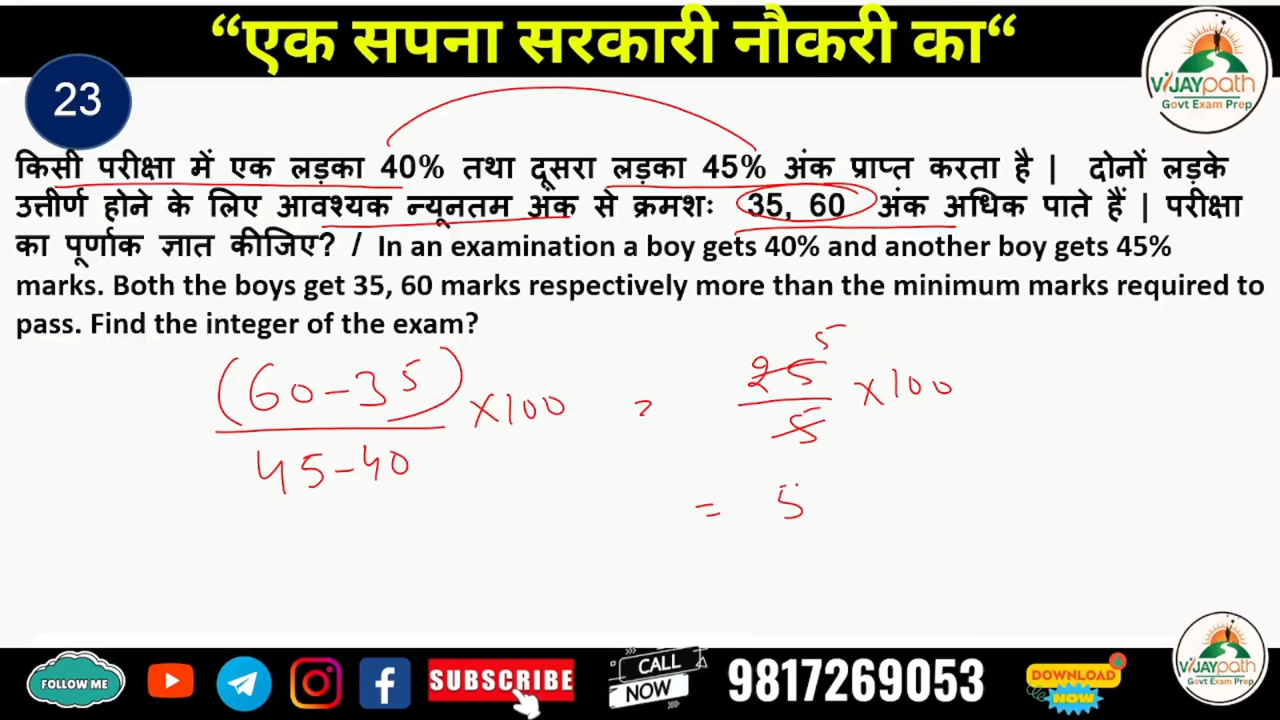 “एक सपना सरकारी नौकरी का“
ViJAYpath
Govt Exam Prep
23
किसी परीक्षा में एक लड़का 40% तथा दूसरा लड़का 45% अंक प्राप्त करता है | दोनों लड़के
उत्तीर्ण होने के लिए आवश्यक न्यूनतम अंक से क्रमशः 35, 60 अंक अधिक पाते हैं | परीक्षा
का पूर्णाक ज्ञात कीजिए? / In an examination a boy gets 40% and another boy gets 45%
marks. Both the boys get 35, 60 marks respectively more than the minimum marks required to
pass. Find the integer of the exam?
5
(60-35) ×100 = 25 ×100
45-40 5
= 5
FOLLOW ME
SUBSCRIBE
CALL
NOW
9817269053
DOWNLOAD
NOW
ViJAYpath
Govt Exam Prep